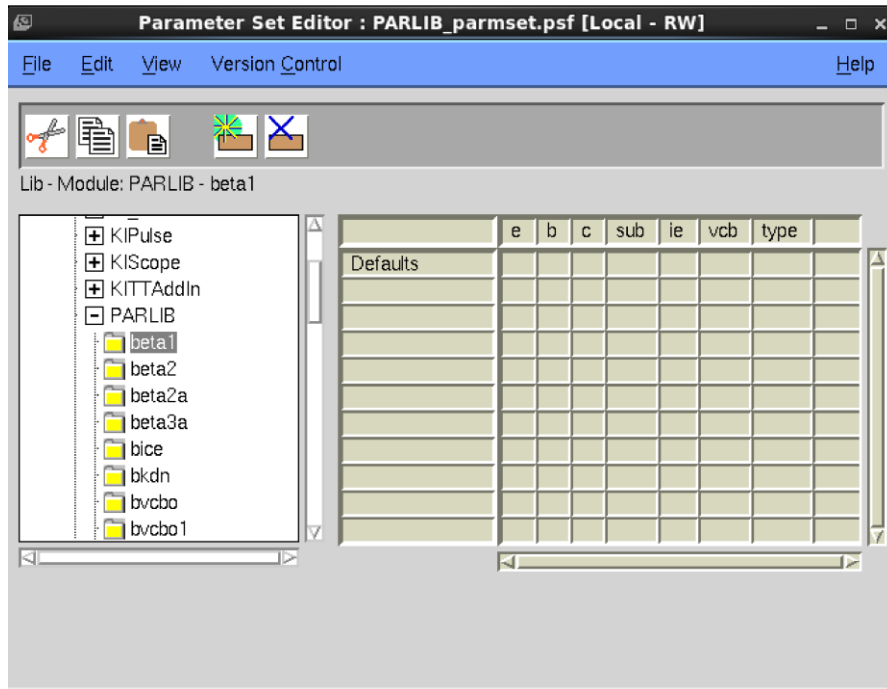 Parameter Set Editor : PARLIB_parmset.psf [Local - RW]
File Edit View Version Control Help
Lib - Module: PARLIB - beta1
KIPulse
KIScope
KITTAddIn
PARLIB
beta1
beta2
beta2a
beta3a
bice
bkdn
bvcbo
bvcbo1
e b c sub ie vcb type
Defaults